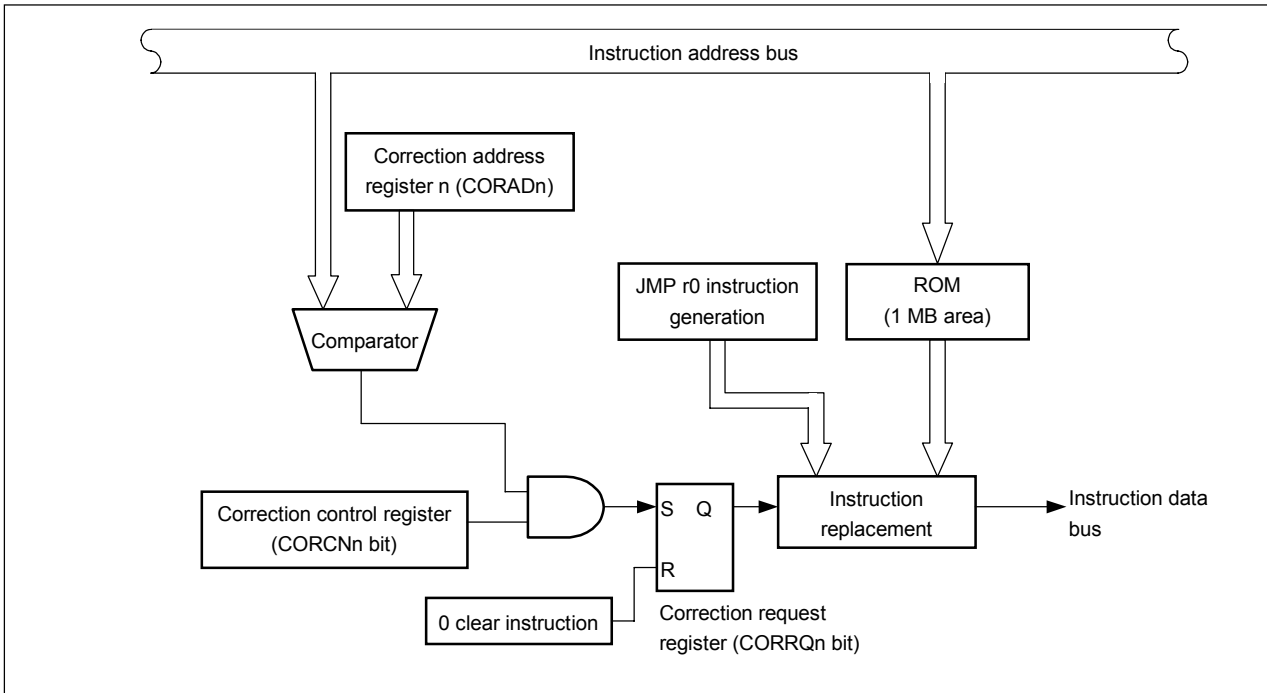 Instruction address bus
Correction address
register n (CORADn)
JMP r0 instruction
generation
ROM
(1 MB area)
Comparator
Correction control register
(CORCNn bit)
S Q
R
Instruction
replacement
Instruction data
bus
0 clear instruction
Correction request
register (CORRQn bit)